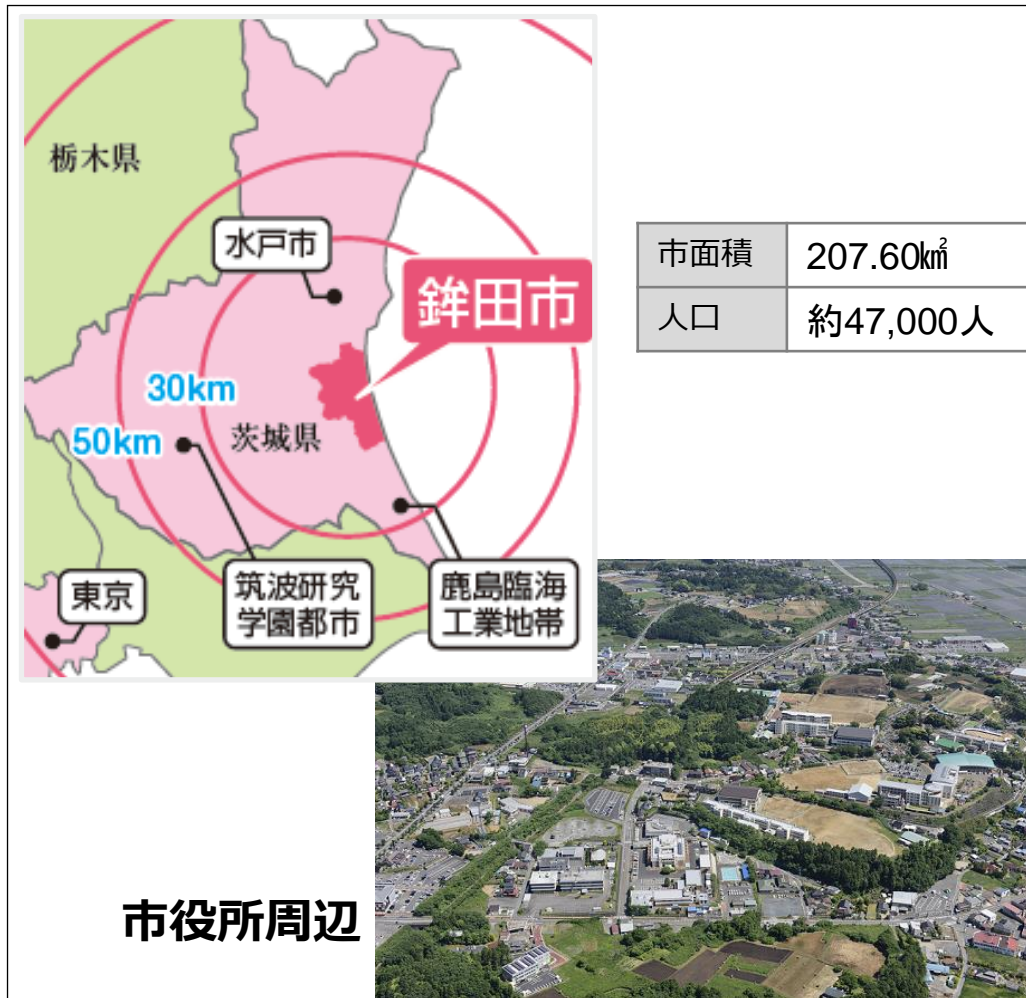 栃木県
水戸市
鉾田市
30km
50km
茨城県
東京
筑波研究
学園都市
鹿島臨海
工業地帯
市面積 207.60㎢
人口 約47,000人
市役所周辺